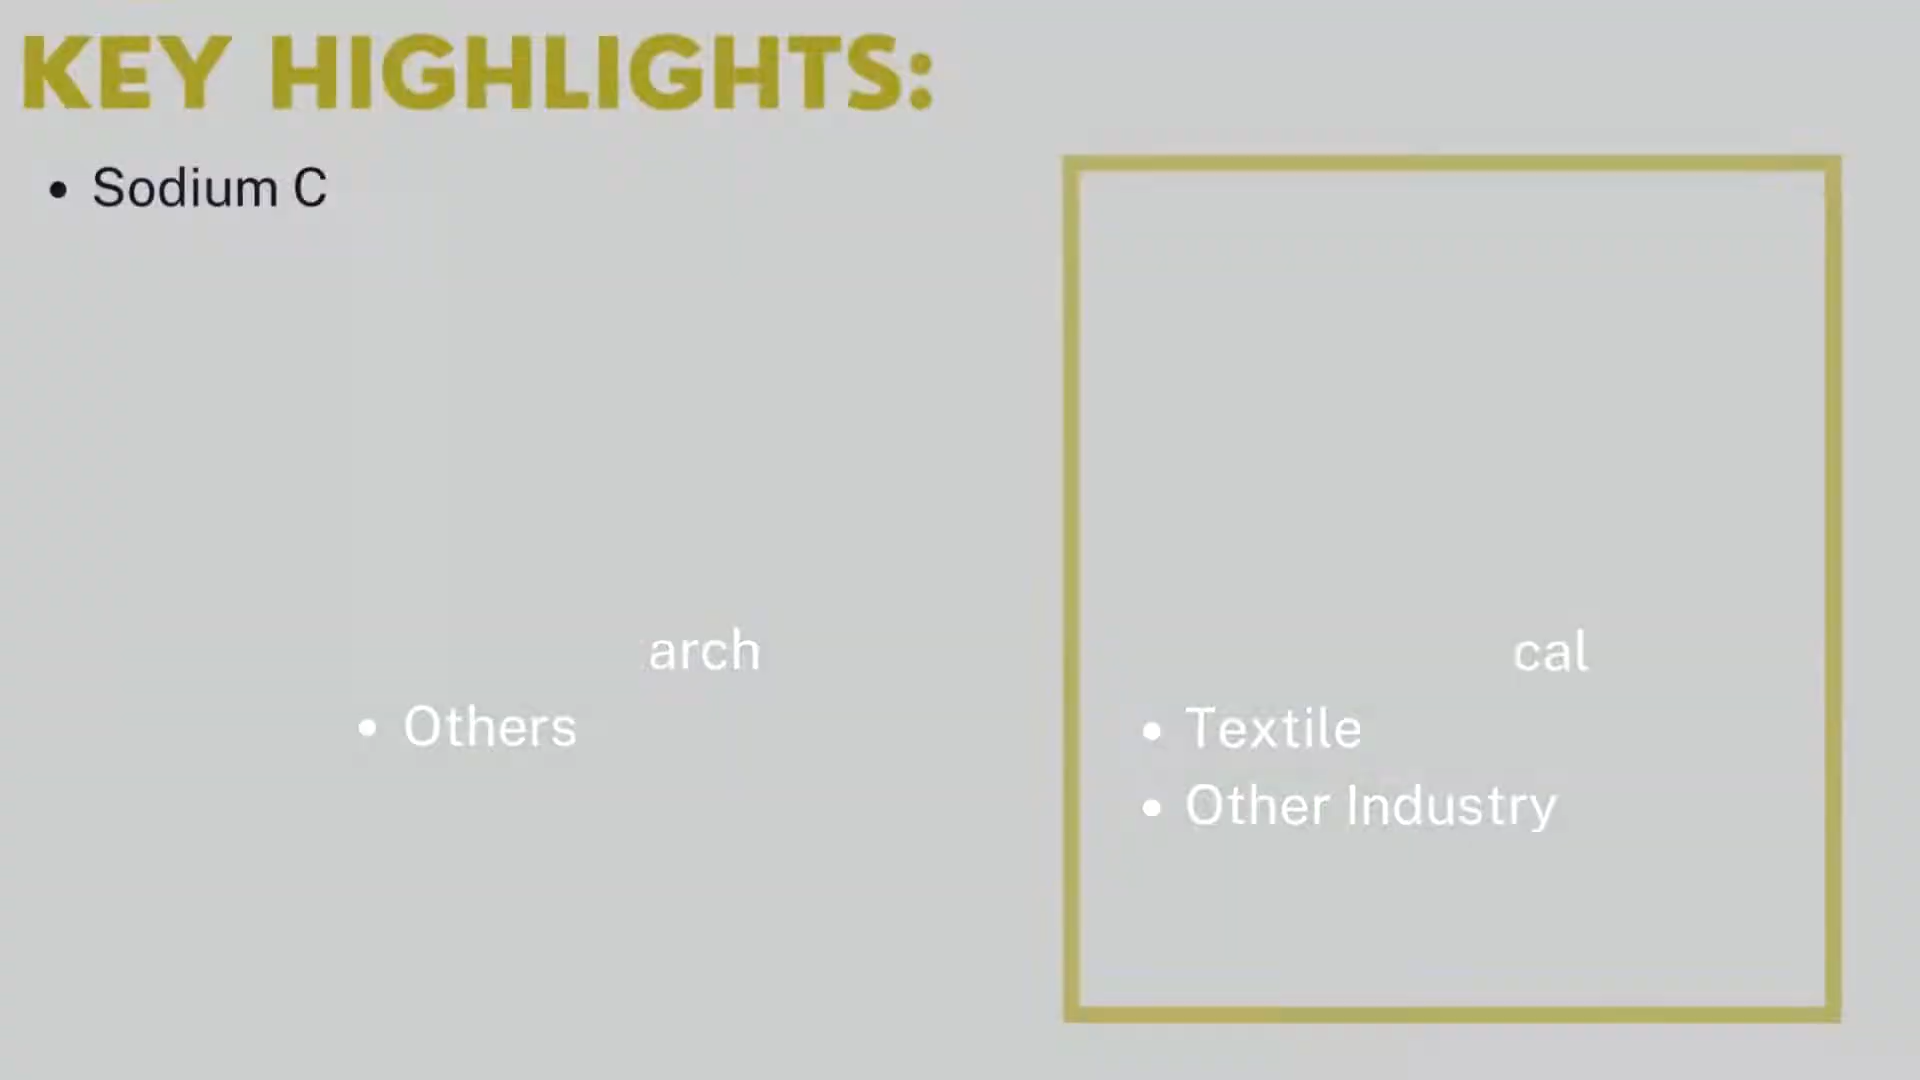 KEY HIGHLIGHTS:
• Sodium C
arch
• Others
cal
• Textile
• Other Industry